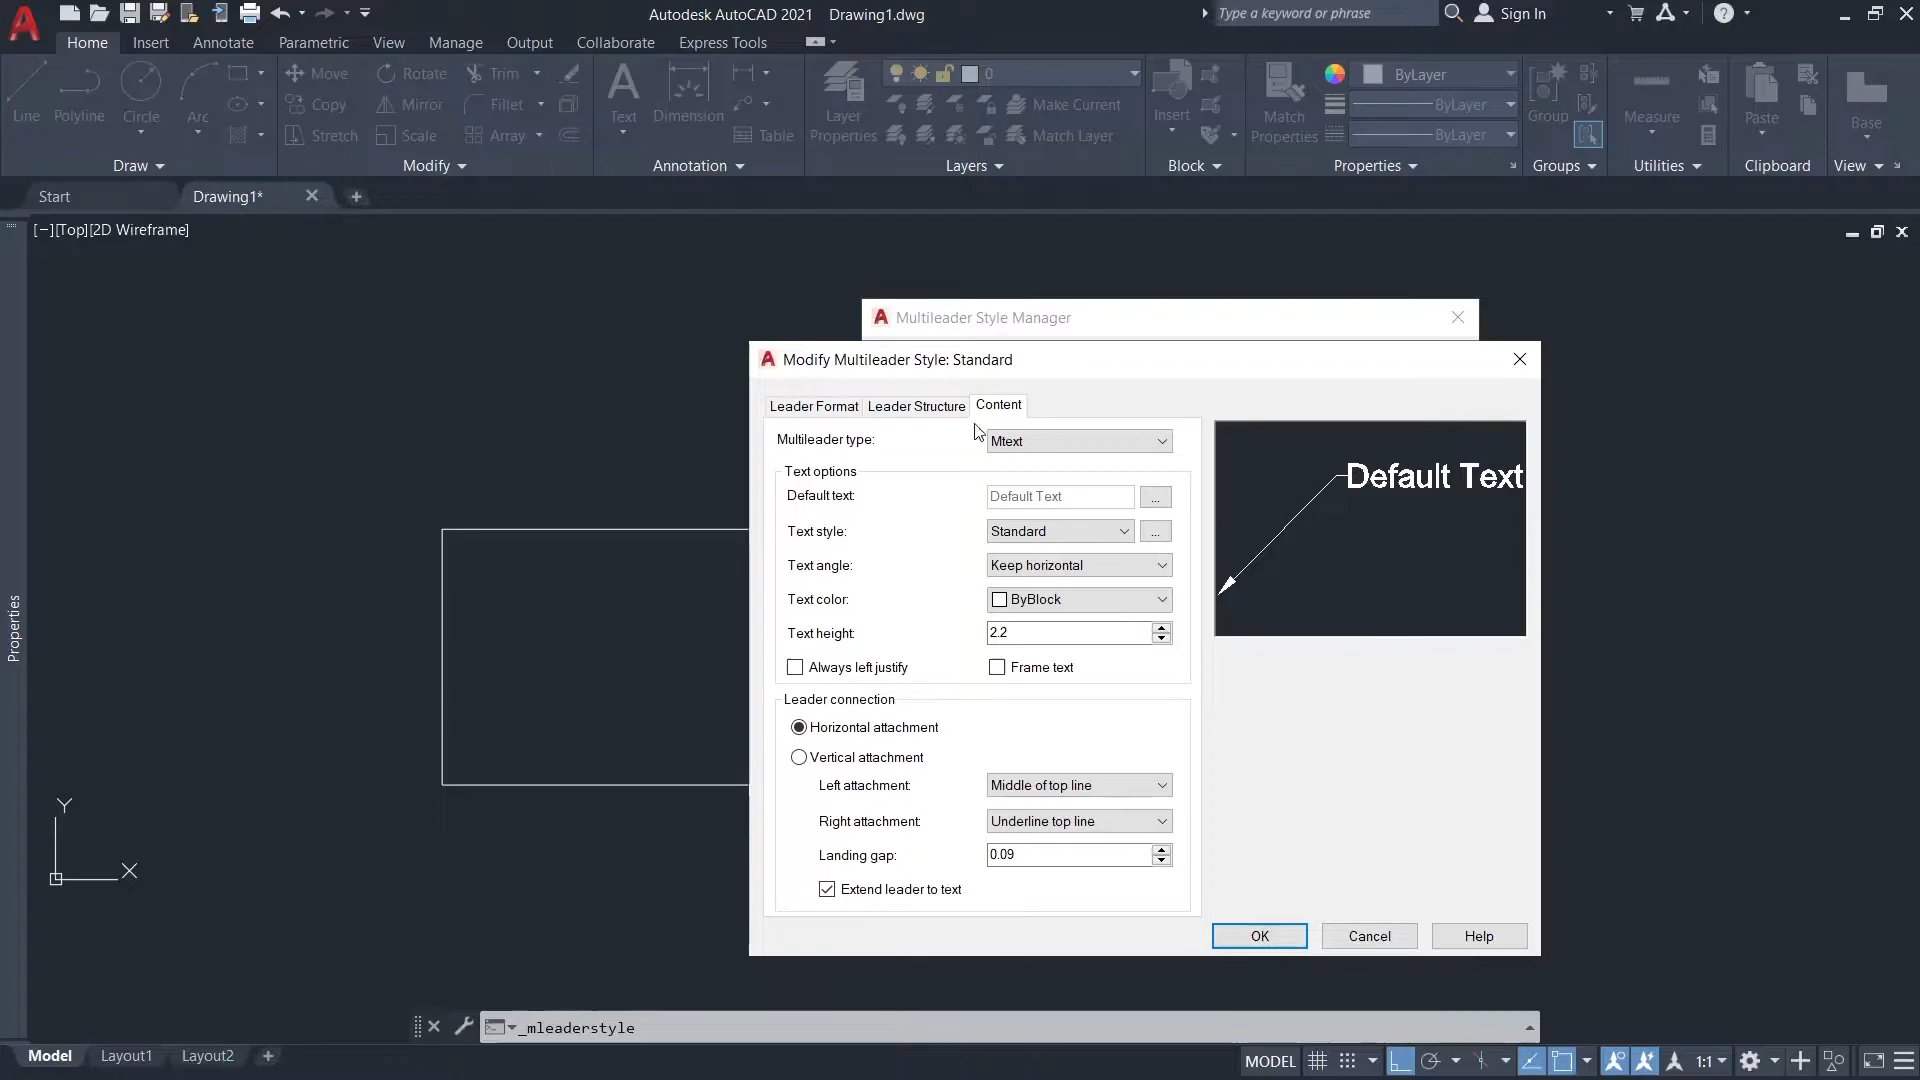 Autodesk AutoCAD 2021 Drawing1.dwg
Type a keyword or phrase
Sign In
Home Insert Annotate Parametric View Manage Output Collaborate Express Tools
Line Polyline Circle Arc
Move Rotate Trim
Copy Mirror Fillet
Stretch Scale Array
Text Dimension Table
Layer Properties
0
Make Current
Match Layer
Insert
Match Properties
ByLayer
ByLayer
ByLayer
Group
Measure
Paste
Base
Draw Modify Annotation Layers Block Properties Groups Utilities Clipboard View
Start Drawing1*
[−][Top][2D Wireframe]
Properties
Multileader Style Manager
Modify Multileader Style: Standard
Leader Format Leader Structure Content
Multileader type: Mtext
Text options
Default text: Default Text ...
Text style: Standard ...
Text angle: Keep horizontal
Text color: ByBlock
Text height: 2.2
Always left justify Frame text
Leader connection
Horizontal attachment
Vertical attachment
Left attachment: Middle of top line
Right attachment: Underline top line
Landing gap: 0.09
Extend leader to text
Default Text
OK Cancel Help
Y
X
_mleaderstyle
Model Layout1 Layout2
MODEL 1:1